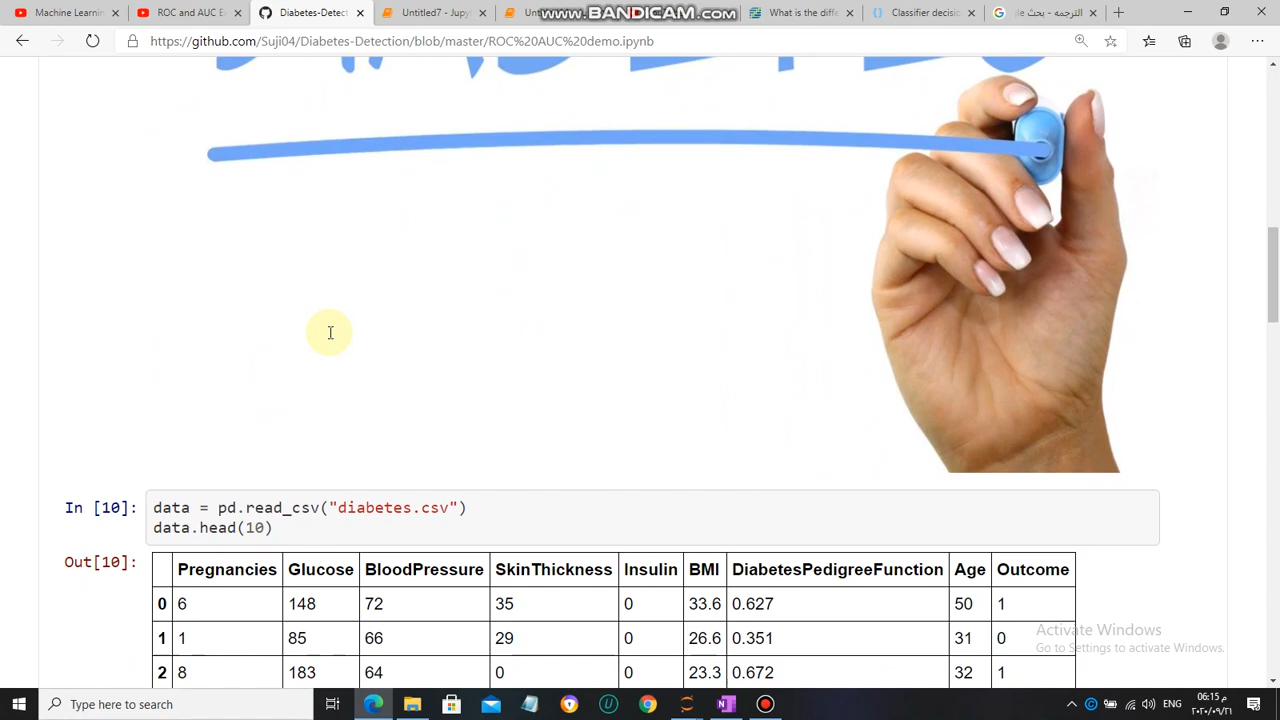 Machine Learning
ROC and AUC E
Diabetes-Detect
Untitled7 - Jupy
Unt
www.BANDICAM.com
What is the diffe
Classifier decisio
الترجمه - بحث
https://github.com/Suji04/Diabetes-Detection/blob/master/ROC%20AUC%20demo.ipynb
In [10]:
data = pd.read_csv("diabetes.csv")
data.head(10)
Out[10]:
Pregnancies Glucose BloodPressure SkinThickness Insulin BMI DiabetesPedigreeFunction Age Outcome
0 6 148 72 35 0 33.6 0.627 50 1
1 1 85 66 29 0 26.6 0.351 31 0
2 8 183 64 0 0 23.3 0.672 32 1
Activate Windows
Go to Settings to activate Windows.
Type here to search
ENG
06:15 م